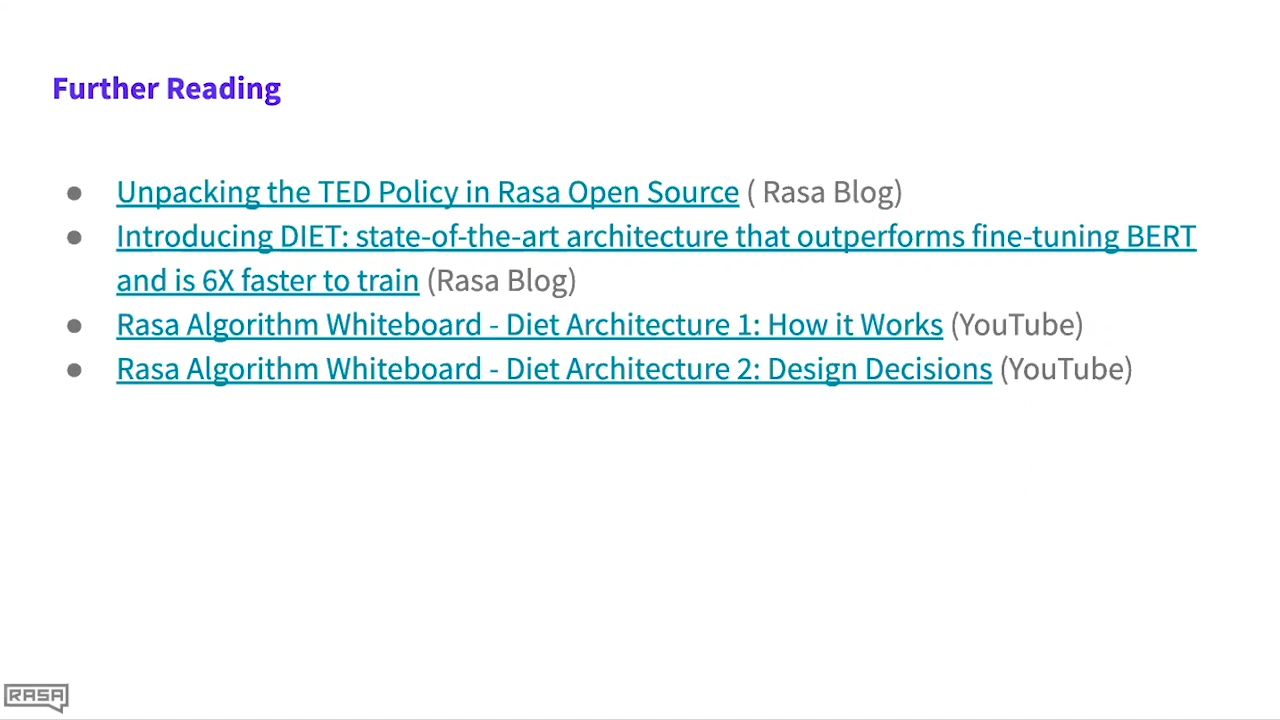 Further Reading
● Unpacking the TED Policy in Rasa Open Source ( Rasa Blog)
● Introducing DIET: state-of-the-art architecture that outperforms fine-tuning BERT
and is 6X faster to train (Rasa Blog)
● Rasa Algorithm Whiteboard - Diet Architecture 1: How it Works (YouTube)
● Rasa Algorithm Whiteboard - Diet Architecture 2: Design Decisions (YouTube)
RASA